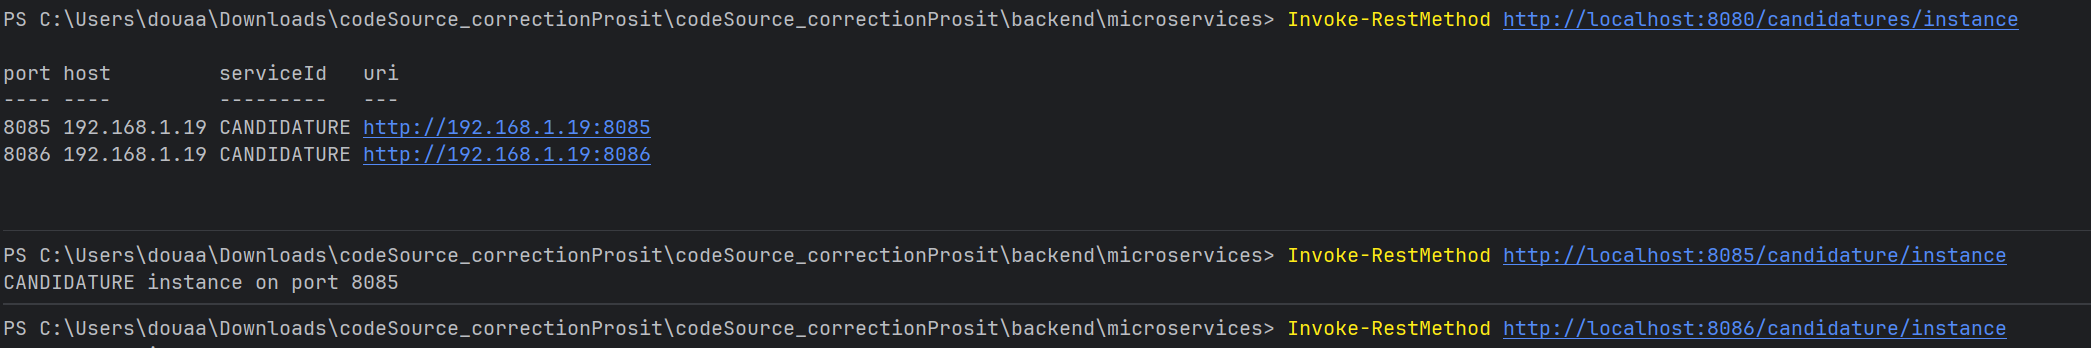 PS C:\Users\douaa\Downloads\codeSource_correctionProsit\codeSource_correctionProsit\backend\microservices> Invoke-RestMethod http://localhost:8080/candidatures/instance
port host         serviceId   uri
---- ----         ---------   ---
8085 192.168.1.19 CANDIDATURE http://192.168.1.19:8085
8086 192.168.1.19 CANDIDATURE http://192.168.1.19:8086
PS C:\Users\douaa\Downloads\codeSource_correctionProsit\codeSource_correctionProsit\backend\microservices> Invoke-RestMethod http://localhost:8085/candidature/instance
CANDIDATURE instance on port 8085
PS C:\Users\douaa\Downloads\codeSource_correctionProsit\codeSource_correctionProsit\backend\microservices> Invoke-RestMethod http://localhost:8086/candidature/instance